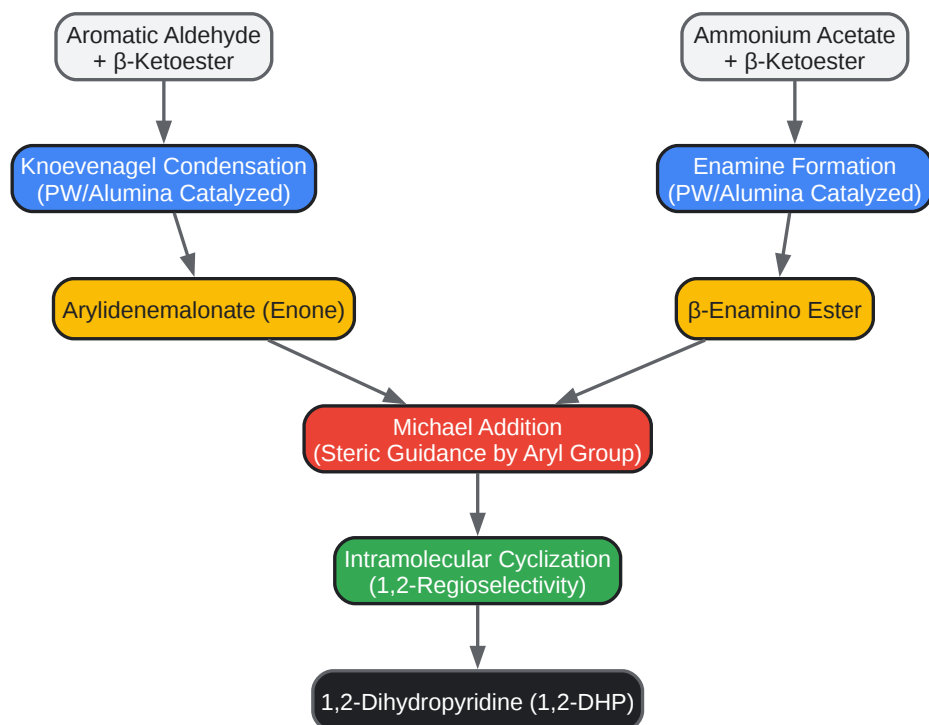 Aromatic Aldehyde
+ β-Ketoester
Ammonium Acetate
+ β-Ketoester
Knoevenagel Condensation
(PW/Alumina Catalyzed)
Enamine Formation
(PW/Alumina Catalyzed)
Arylidenemalonate (Enone)
β-Enamino Ester
Michael Addition
(Steric Guidance by Aryl Group)
Intramolecular Cyclization
(1,2-Regioselectivity)
1,2-Dihydropyridine (1,2-DHP)